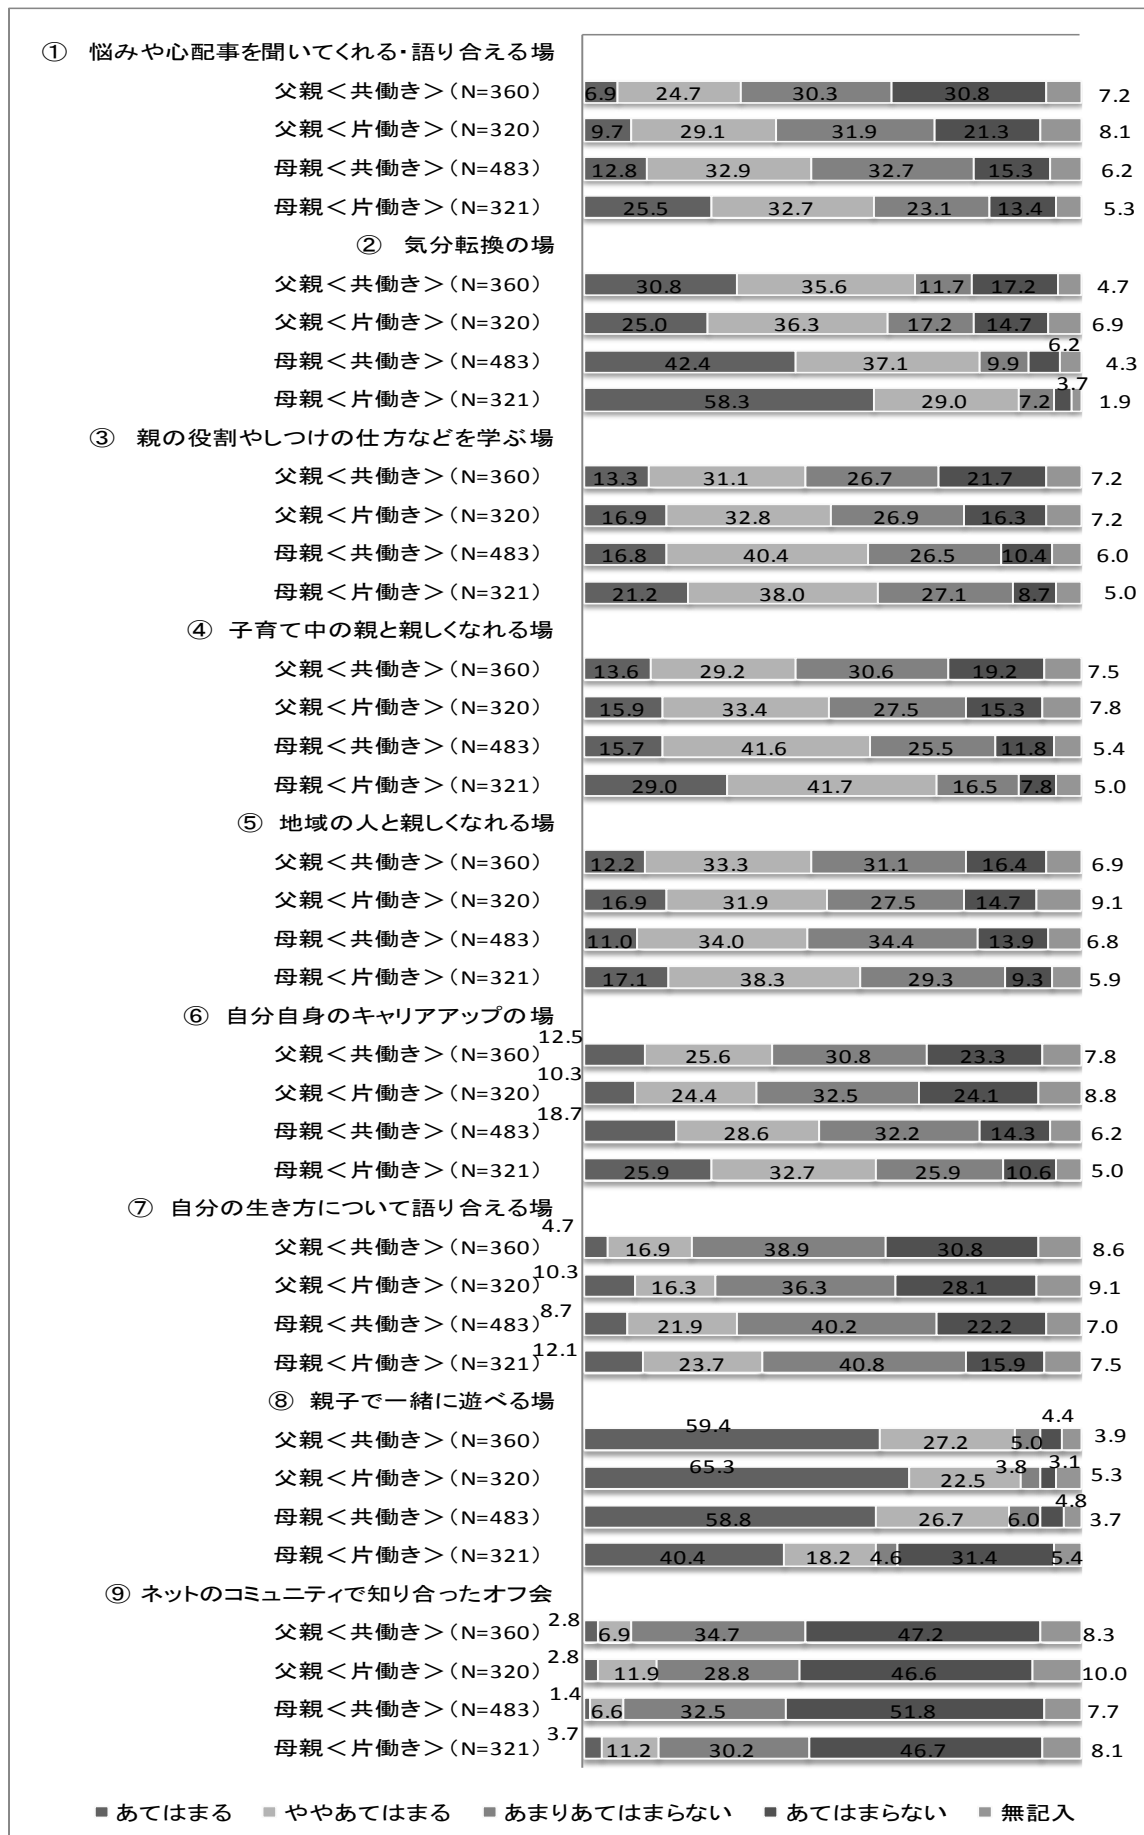 ① 悩みや心配事を聞いてくれる・語り合える場
父親＜共働き＞(N=360) 6.9 24.7 30.3 30.8 7.2
父親＜片働き＞(N=320) 9.7 29.1 31.9 21.3 8.1
母親＜共働き＞(N=483) 12.8 32.9 32.7 15.3 6.2
母親＜片働き＞(N=321) 25.5 32.7 23.1 13.4 5.3
② 気分転換の場
父親＜共働き＞(N=360) 30.8 35.6 11.7 17.2 4.7
父親＜片働き＞(N=320) 25.0 36.3 17.2 14.7 6.9
母親＜共働き＞(N=483) 42.4 37.1 9.9 6.2 4.3
母親＜片働き＞(N=321) 58.3 29.0 7.2 3.7 1.9
③ 親の役割やしつけの仕方などを学ぶ場
父親＜共働き＞(N=360) 13.3 31.1 26.7 21.7 7.2
父親＜片働き＞(N=320) 16.9 32.8 26.9 16.3 7.2
母親＜共働き＞(N=483) 16.8 40.4 26.5 10.4 6.0
母親＜片働き＞(N=321) 21.2 38.0 27.1 8.7 5.0
④ 子育て中の親と親しくなれる場
父親＜共働き＞(N=360) 13.6 29.2 30.6 19.2 7.5
父親＜片働き＞(N=320) 15.9 33.4 27.5 15.3 7.8
母親＜共働き＞(N=483) 15.7 41.6 25.5 11.8 5.4
母親＜片働き＞(N=321) 29.0 41.7 16.5 7.8 5.0
⑤ 地域の人と親しくなれる場
父親＜共働き＞(N=360) 12.2 33.3 31.1 16.4 6.9
父親＜片働き＞(N=320) 16.9 31.9 27.5 14.7 9.1
母親＜共働き＞(N=483) 11.0 34.0 34.4 13.9 6.8
母親＜片働き＞(N=321) 17.1 38.3 29.3 9.3 5.9
⑥ 自分自身のキャリアアップの場
父親＜共働き＞(N=360) 12.5 25.6 30.8 23.3 7.8
父親＜片働き＞(N=320) 10.3 24.4 32.5 24.1 8.8
母親＜共働き＞(N=483) 18.7 28.6 32.2 14.3 6.2
母親＜片働き＞(N=321) 25.9 32.7 25.9 10.6 5.0
⑦ 自分の生き方について語り合える場
父親＜共働き＞(N=360) 4.7 16.9 38.9 30.8 8.6
父親＜片働き＞(N=320) 10.3 16.3 36.3 28.1 9.1
母親＜共働き＞(N=483) 8.7 21.9 40.2 22.2 7.0
母親＜片働き＞(N=321) 12.1 23.7 40.8 15.9 7.5
⑧ 親子で一緒に遊べる場
父親＜共働き＞(N=360) 59.4 27.2 5.0 4.4 3.9
父親＜片働き＞(N=320) 65.3 22.5 3.8 3.1 5.3
母親＜共働き＞(N=483) 58.8 26.7 6.0 4.8 3.7
母親＜片働き＞(N=321) 40.4 18.2 4.6 31.4 5.4
⑨ ネットのコミュニティで知り合ったオフ会
父親＜共働き＞(N=360) 2.8 6.9 34.7 47.2 8.3
父親＜片働き＞(N=320) 2.8 11.9 28.8 46.6 10.0
母親＜共働き＞(N=483) 1.4 6.6 32.5 51.8 7.7
母親＜片働き＞(N=321) 3.7 11.2 30.2 46.7 8.1
あてはまる ややあてはまる あまりあてはまらない あてはまらない 無記入